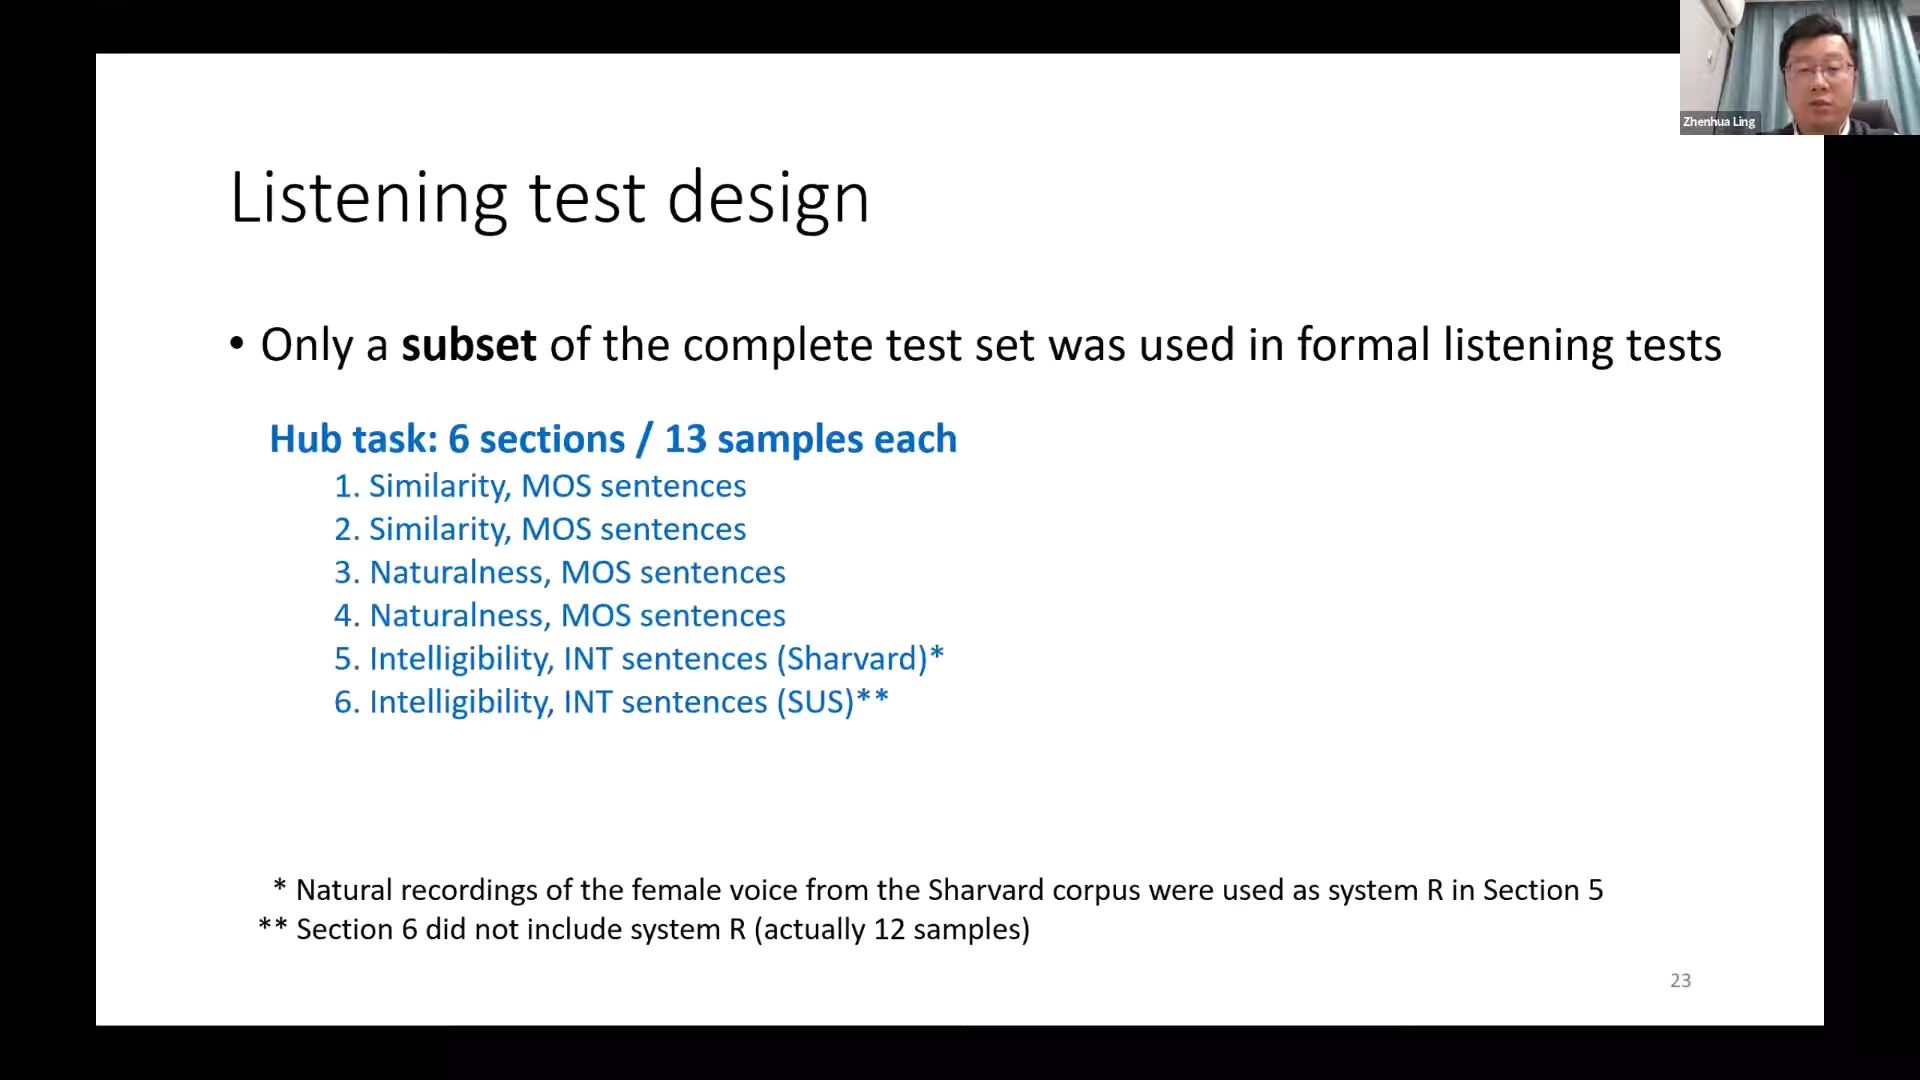 Zhenhua Ling
Listening test design
• Only a subset of the complete test set was used in formal listening tests
Hub task: 6 sections / 13 samples each
1. Similarity, MOS sentences
2. Similarity, MOS sentences
3. Naturalness, MOS sentences
4. Naturalness, MOS sentences
5. Intelligibility, INT sentences (Sharvard)*
6. Intelligibility, INT sentences (SUS)**
* Natural recordings of the female voice from the Sharvard corpus were used as system R in Section 5
** Section 6 did not include system R (actually 12 samples)
23